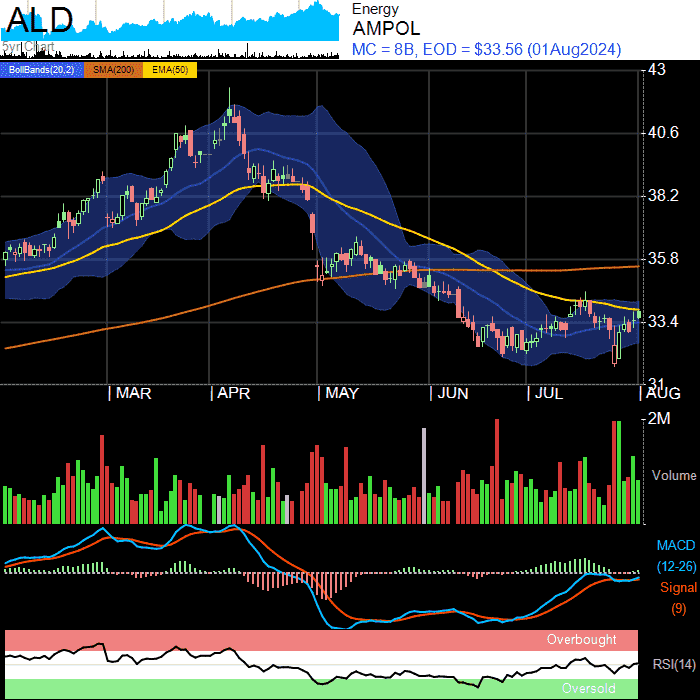 ALD
5yr Chart
Energy
AMPOL
MC = 8B, EOD = $33.56 (01Aug2024)
BollBands(20,2) SMA(200) EMA(50)
43
40.6
38.2
35.8
33.4
31
MAR APR MAY JUN JUL AUG
2M
Volume
MACD
(12-26)
Signal
(9)
Overbought
RSI(14)
Oversold